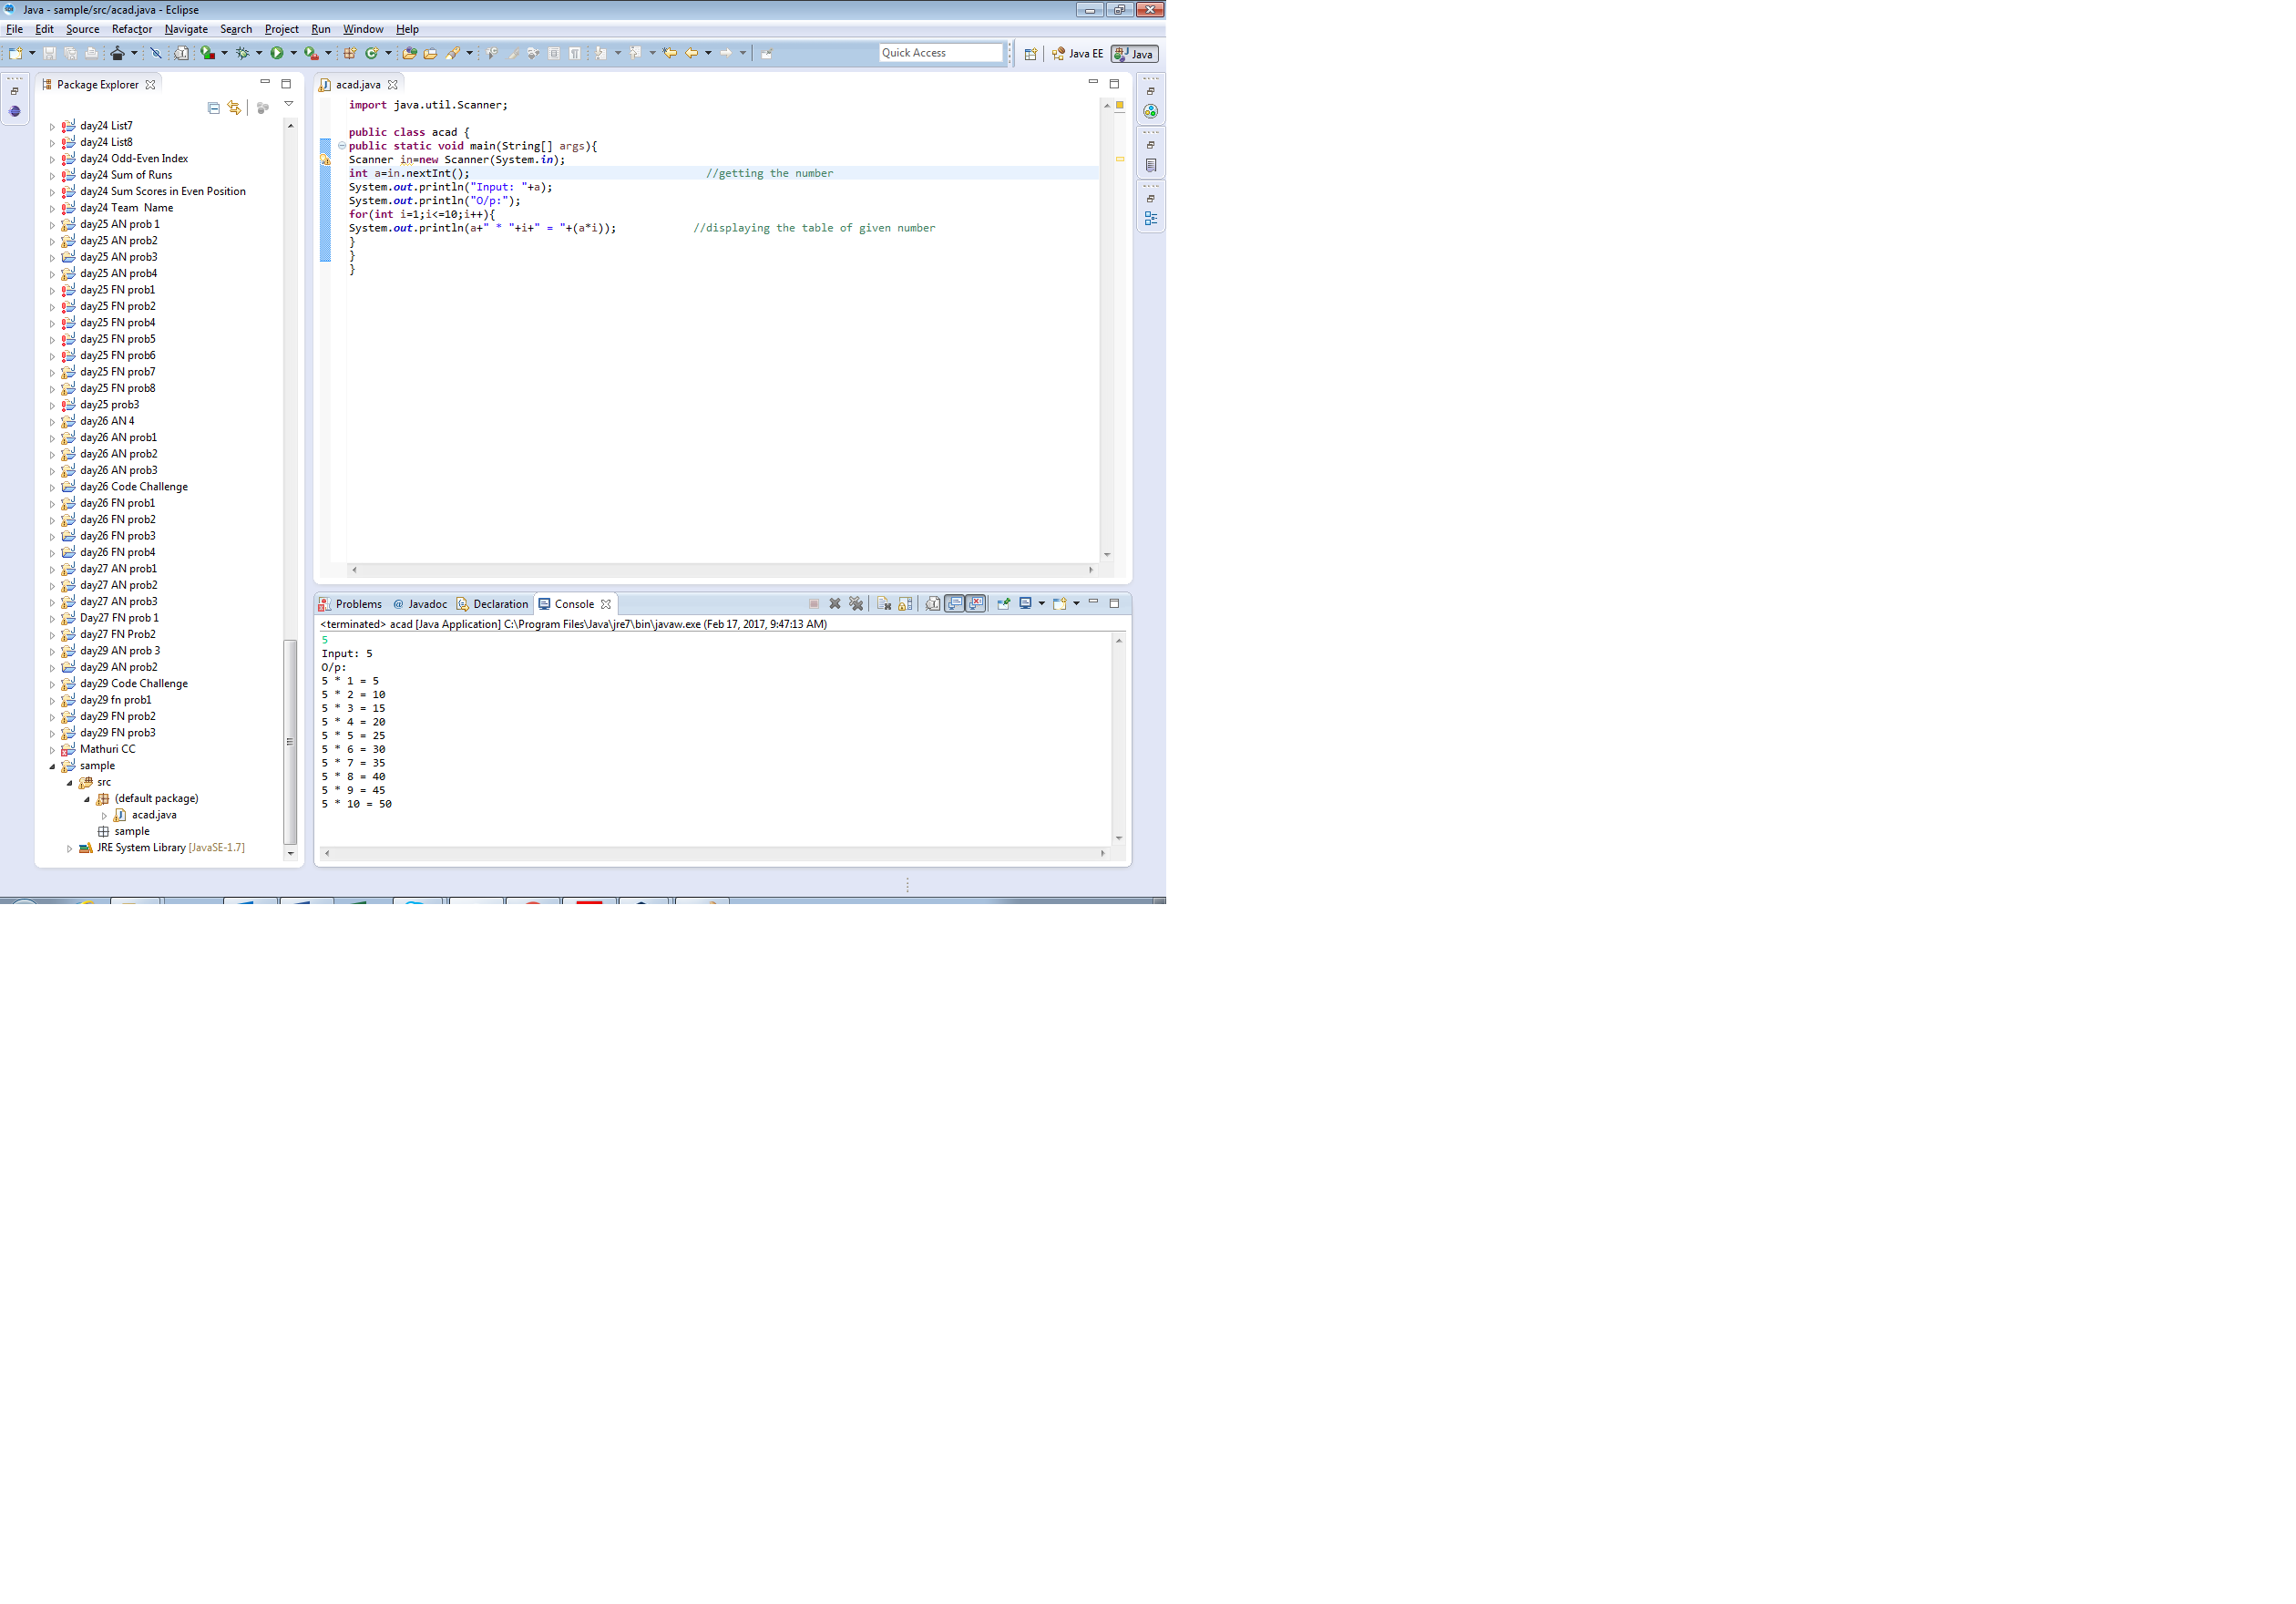 Java - sample/src/acad.java - Eclipse
File Edit Source Refactor Navigate Search Project Run Window Help
Quick Access
Java EE
Java
Package Explorer
day24 List7
day24 List8
day24 Odd-Even Index
day24 Sum of Runs
day24 Sum Scores in Even Position
day24 Team  Name
day25 AN prob 1
day25 AN prob2
day25 AN prob3
day25 AN prob4
day25 FN prob1
day25 FN prob2
day25 FN prob4
day25 FN prob5
day25 FN prob6
day25 FN prob7
day25 FN prob8
day25 prob3
day26 AN 4
day26 AN prob1
day26 AN prob2
day26 AN prob3
day26 Code Challenge
day26 FN prob1
day26 FN prob2
day26 FN prob3
day26 FN prob4
day27 AN prob1
day27 AN prob2
day27 AN prob3
Day27 FN prob 1
day27 FN Prob2
day29 AN prob 3
day29 AN prob2
day29 Code Challenge
day29 fn prob1
day29 FN prob2
day29 FN prob3
Mathuri CC
sample
src
(default package)
acad.java
sample
JRE System Library [JavaSE-1.7]
acad.java
import java.util.Scanner;
public class acad {
public static void main(String[] args){
Scanner in=new Scanner(System.in);
int a=in.nextInt(); //getting the number
System.out.println("Input: "+a);
System.out.println("O/p:");
for(int i=1;i<=10;i++){
System.out.println(a+" * "+i+" = "+(a*i)); //displaying the table of given number
}
}
}
Problems @ Javadoc Declaration Console
<terminated> acad [Java Application] C:\Program Files\Java\jre7\bin\javaw.exe (Feb 17, 2017, 9:47:13 AM)
5
Input: 5
O/p:
5 * 1 = 5
5 * 2 = 10
5 * 3 = 15
5 * 4 = 20
5 * 5 = 25
5 * 6 = 30
5 * 7 = 35
5 * 8 = 40
5 * 9 = 45
5 * 10 = 50